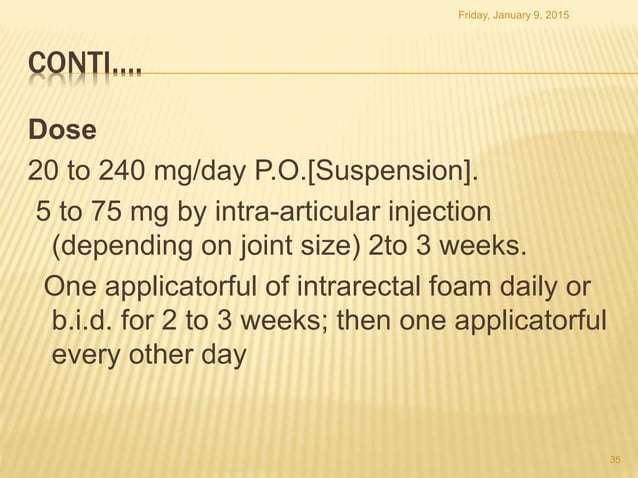 Friday, January 9, 2015
CONTI....
Dose
20 to 240 mg/day P.O.[Suspension].
5 to 75 mg by intra-articular injection
(depending on joint size) 2to 3 weeks.
One applicatorful of intrarectal foam daily or
b.i.d. for 2 to 3 weeks; then one applicatorful
every other day
35